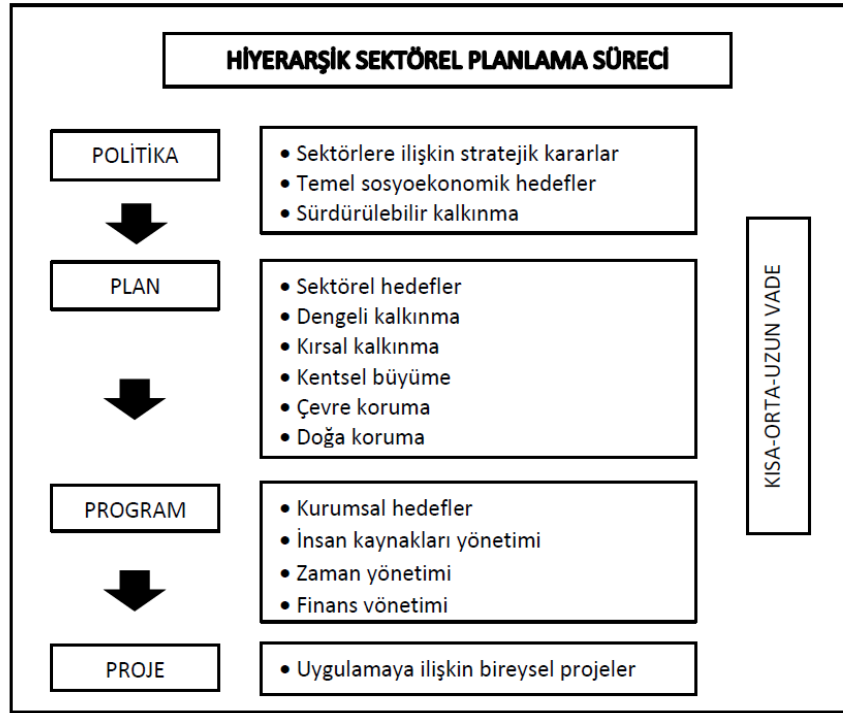 HİYERARŞİK SEKTÖREL PLANLAMA SÜRECİ
POLİTİKA
• Sektörlere ilişkin stratejik kararlar
• Temel sosyoekonomik hedefler
• Sürdürülebilir kalkınma
PLAN
• Sektörel hedefler
• Dengeli kalkınma
• Kırsal kalkınma
• Kentsel büyüme
• Çevre koruma
• Doğa koruma
PROGRAM
• Kurumsal hedefler
• İnsan kaynakları yönetimi
• Zaman yönetimi
• Finans yönetimi
PROJE
• Uygulamaya ilişkin bireysel projeler
KISA-ORTA-UZUN VADE